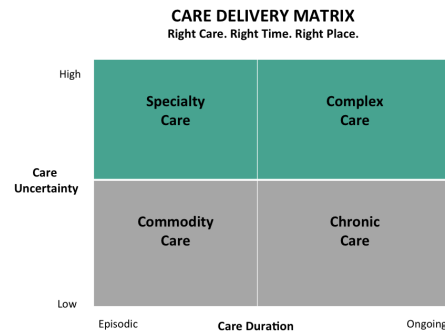 CARE DELIVERY MATRIX
Right Care. Right Time. Right Place.
High
Specialty
Care
Complex
Care
Care
Uncertainty
Commodity
Care
Chronic
Care
Low
Episodic
Care Duration
Ongoing